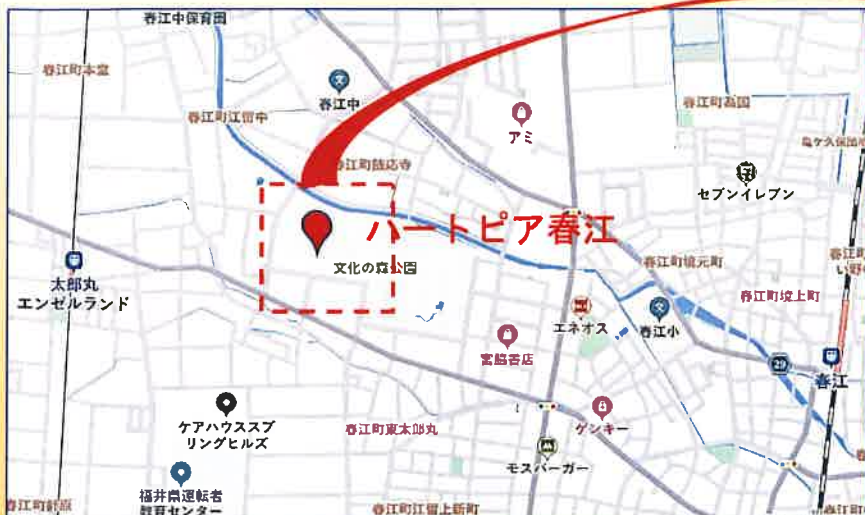 春江中保育園
春江町本堂
春江中
春江町江留中
アミ
春江町高国
春江町随応寺
セブンイレブン
ハートピア春江
文化の森公園
太郎丸
エンゼルランド
春江町境元町
春江町境上町
エネオス
春江小
宮脇書店
29
春江
ケアハウススプ
リングヒルズ
春江町東太郎丸
ゲンキー
モスバーガー
福井県運転者
教育センター
春江町江留上新町